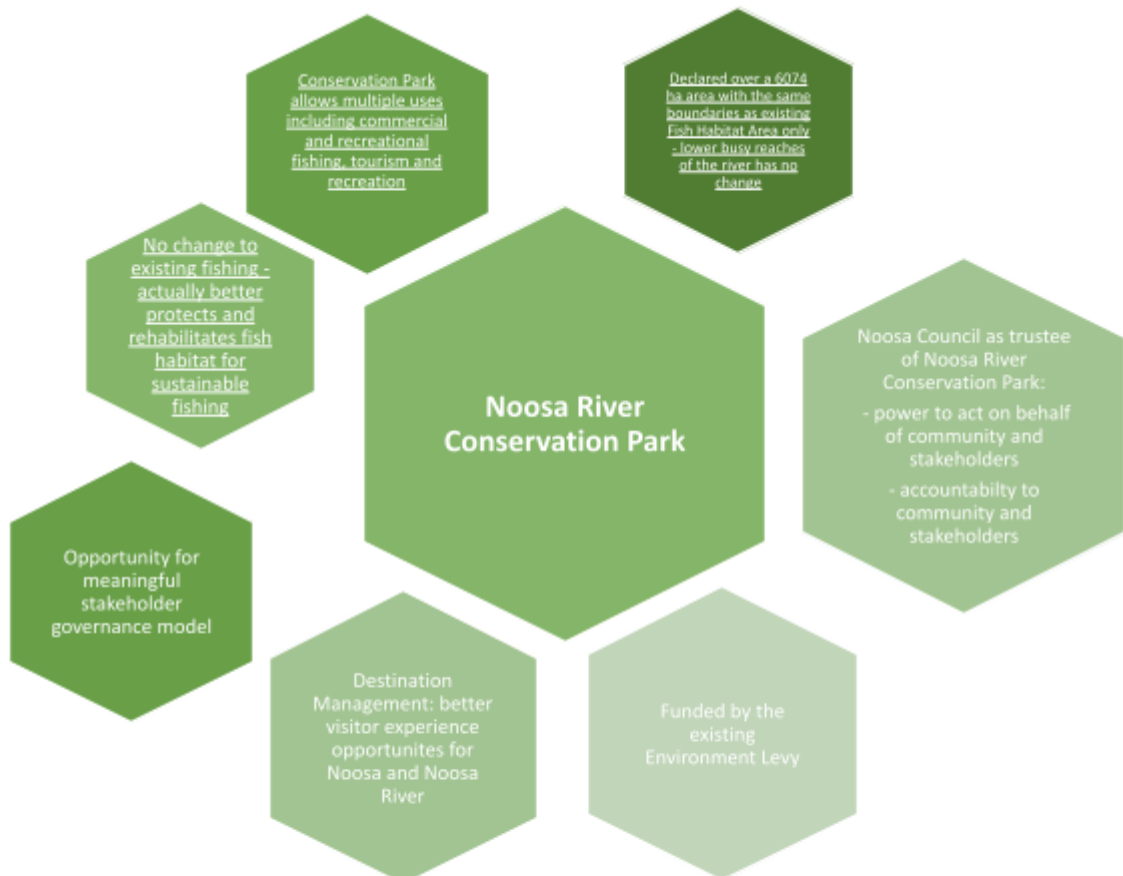 Conservation Park
allows multiple uses
including commercial
and recreational
fishing, tourism and
recreation
Declared over a 6074
ha area with the same
boundaries as existing
Fish Habitat Area only
- lower busy reaches
of the river has no
change
No change to
existing fishing -
actually better
protects and
rehabilitates fish
habitat for
sustainable
fishing
Noosa River
Conservation Park
Noosa Council as trustee
of Noosa River
Conservation Park:
- power to act on behalf
of community and
stakeholders
- accountabilty to
community and
stakeholders
Opportunity for
meaningful
stakeholder
governance model
Destination
Management: better
visitor experience
opportunites for
Noosa and Noosa
River
Funded by the
existing
Environment Levy